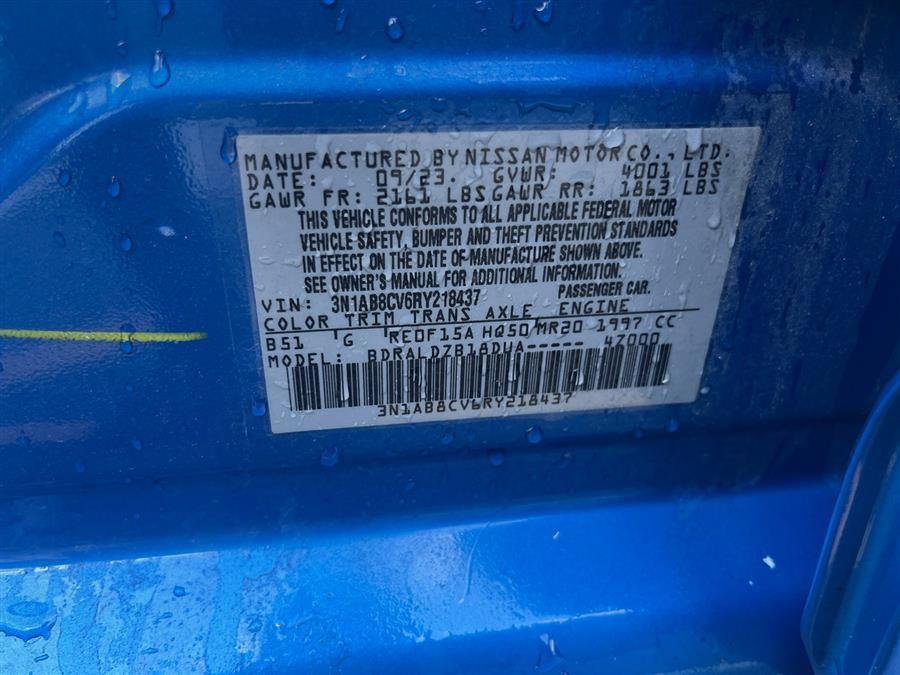 MANUFACTURED BY NISSAN MOTOR CO., LTD.
DATE: 09/23. GVWR: 4001 LBS
GAWR FR: 2161 LBS GAWR RR: 1863 LBS
THIS VEHICLE CONFORMS TO ALL APPLICABLE FEDERAL MOTOR
VEHICLE SAFETY, BUMPER AND THEFT PREVENTION STANDARDS
IN EFFECT ON THE DATE OF MANUFACTURE SHOWN ABOVE.
SEE OWNER'S MANUAL FOR ADDITIONAL INFORMATION.
VIN: 3N1AB8CV6RY218437 PASSENGER CAR.
COLOR TRIM TRANS AXLE, ENGINE
B51 'G 'RE0F15A HQ50'MR20 1997 CC
MODEL: BDRALDZB18DUA----- 47000
3N1AB8CV6RY218437